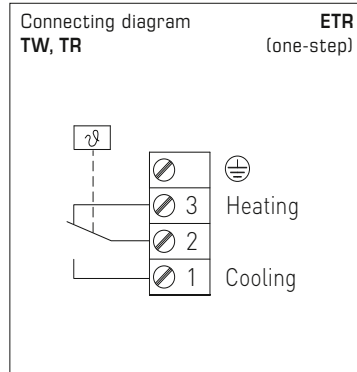 Connecting diagram ETR
TW, TR (one-step)
ϑ
3 Heating
2
1 Cooling